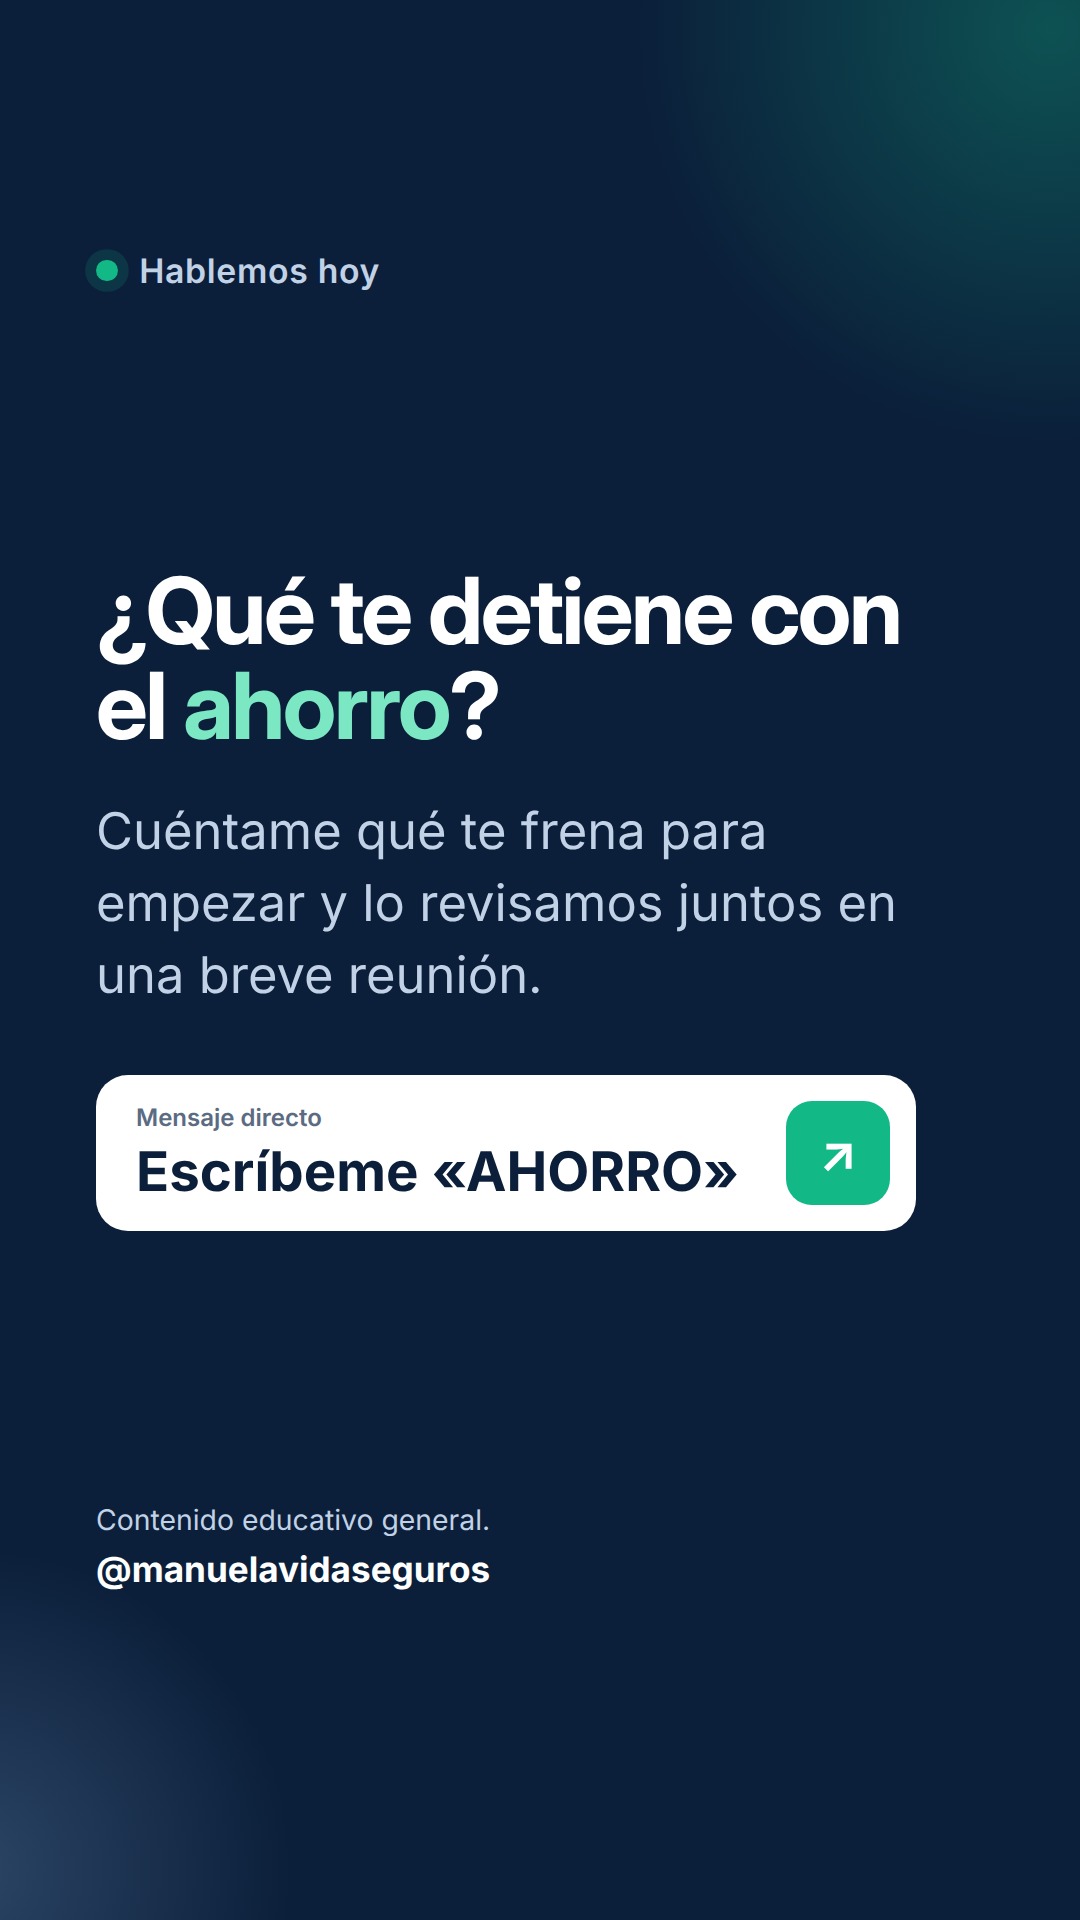 Hablemos hoy
¿Qué te detiene con
el ahorro?
Cuéntame qué te frena para
empezar y lo revisamos juntos en
una breve reunión.
Mensaje directo
Escríbeme «AHORRO»
Contenido educativo general.
@manuelavidaseguros